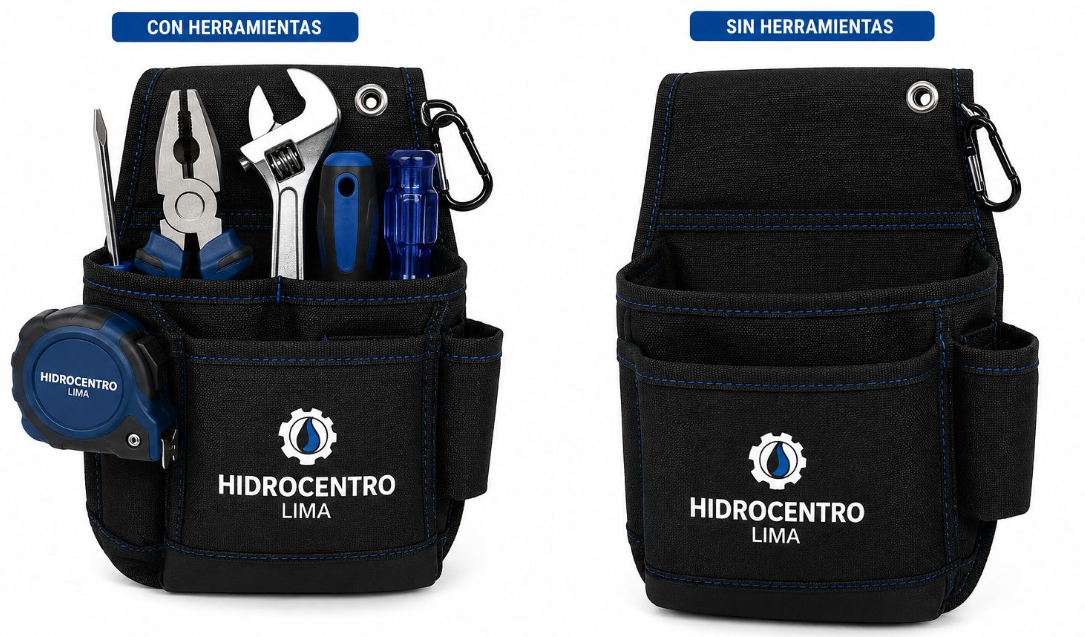 CON HERRAMIENTAS
SIN HERRAMIENTAS
HIDROCENTRO
LIMA
HIDROCENTRO
LIMA
HIDROCENTRO
LIMA